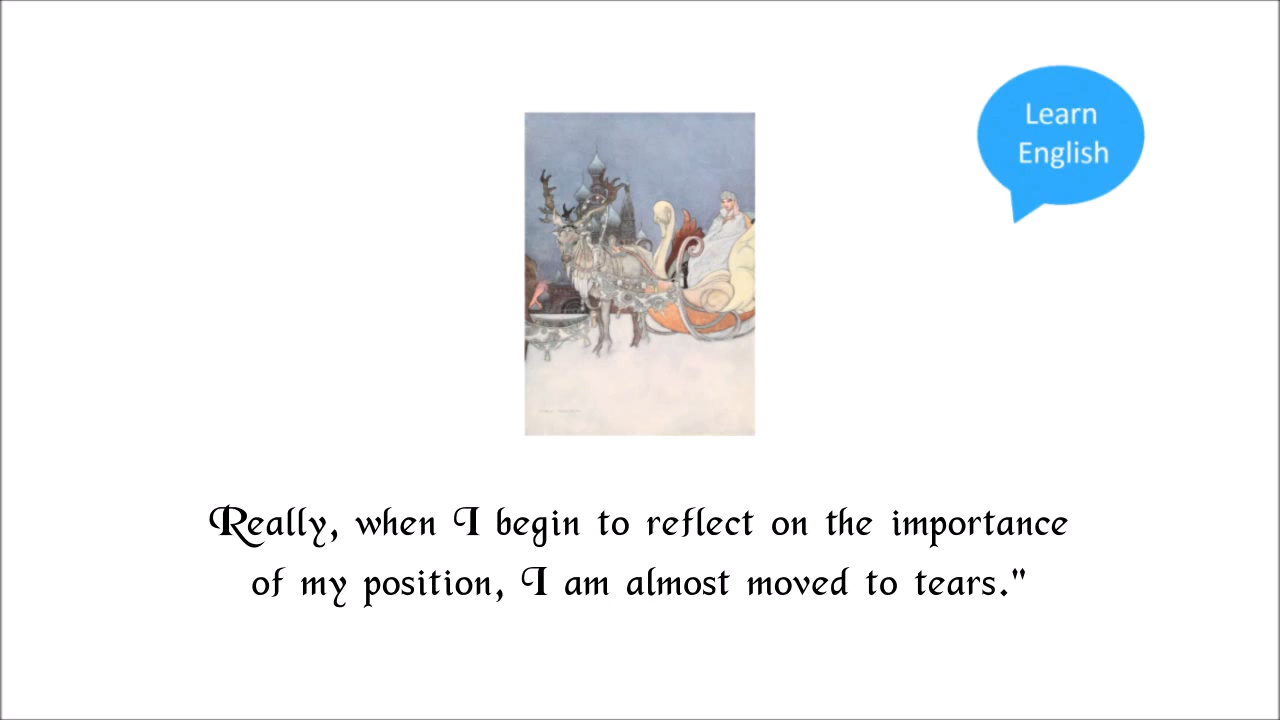 Learn
English
Really, when I begin to reflect on the importance
of my position, I am almost moved to tears."